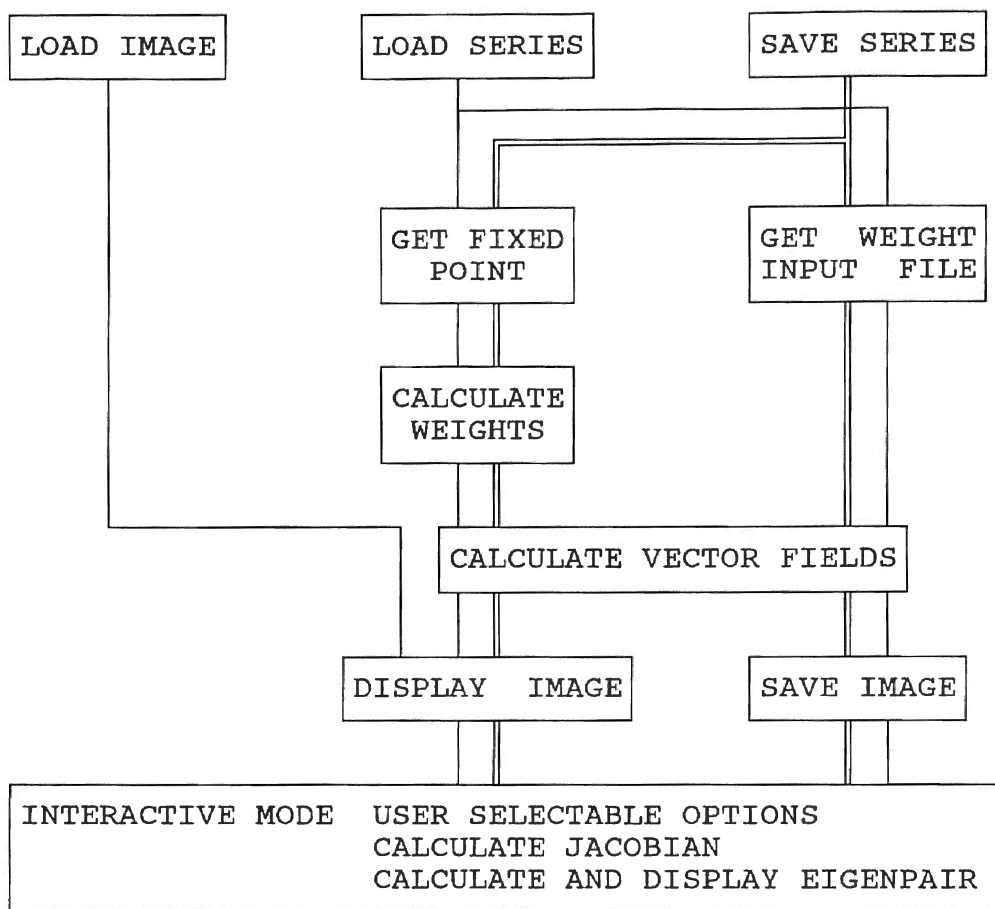 LOAD IMAGE
LOAD SERIES
SAVE SERIES
GET FIXED
POINT
GET WEIGHT
INPUT FILE
CALCULATE
WEIGHTS
CALCULATE VECTOR FIELDS
DISPLAY IMAGE
SAVE IMAGE
INTERACTIVE MODE USER SELECTABLE OPTIONS
CALCULATE JACOBIAN
CALCULATE AND DISPLAY EIGENPAIR